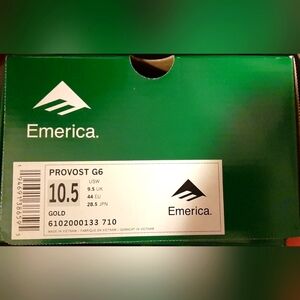 Emerica.
PROVOST G6
10.5
USW
9.5 UK
44 EU
28.5 JPN
GOLD
6102000133 710
Emerica.
MADE IN VIETNAM